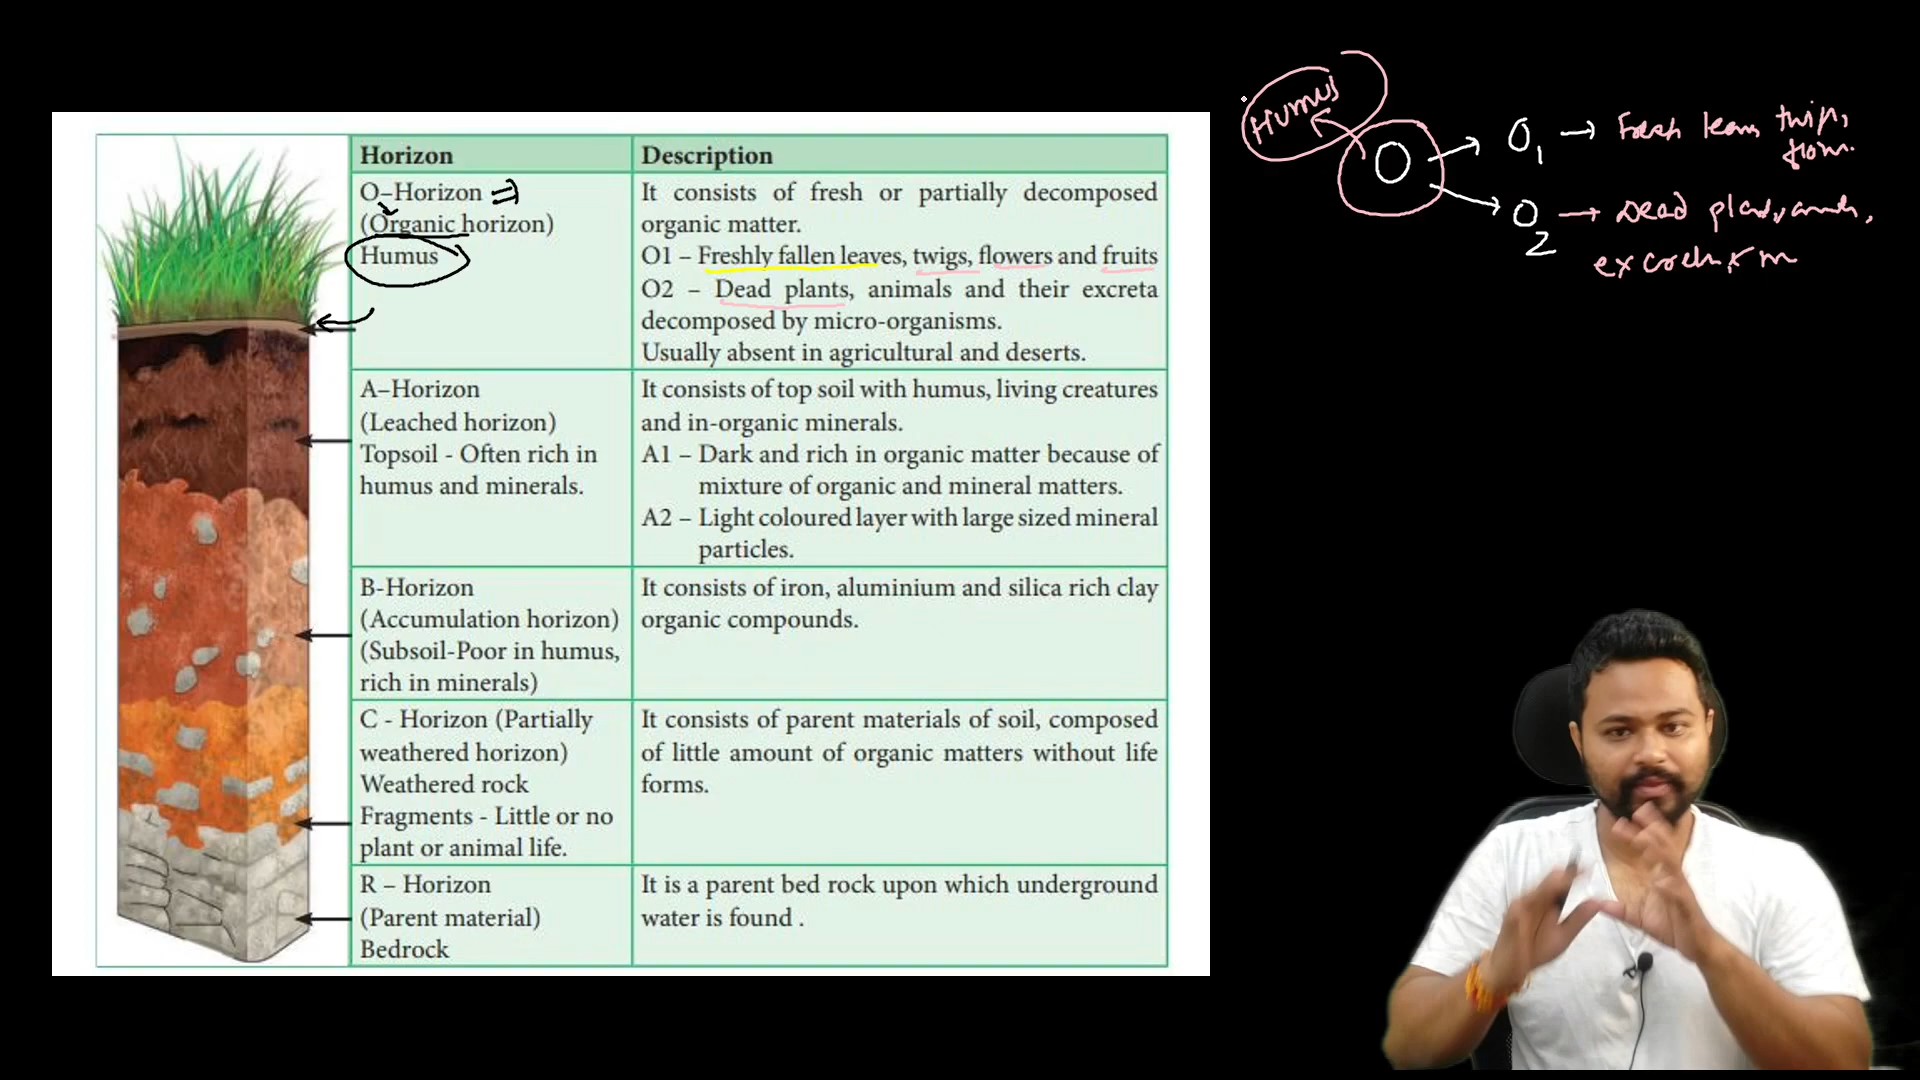 Horizon
Description
O–Horizon
(Organic horizon)
Humus
It consists of fresh or partially decomposed
organic matter.
O1 – Freshly fallen leaves, twigs, flowers and fruits
O2 – Dead plants, animals and their excreta
decomposed by micro-organisms.
Usually absent in agricultural and deserts.
A–Horizon
(Leached horizon)
Topsoil - Often rich in
humus and minerals.
It consists of top soil with humus, living creatures
and in-organic minerals.
A1 – Dark and rich in organic matter because of
mixture of organic and mineral matters.
A2 – Light coloured layer with large sized mineral
particles.
B-Horizon
(Accumulation horizon)
(Subsoil-Poor in humus,
rich in minerals)
It consists of iron, aluminium and silica rich clay
organic compounds.
C - Horizon (Partially
weathered horizon)
Weathered rock
Fragments - Little or no
plant or animal life.
It consists of parent materials of soil, composed
of little amount of organic matters without life
forms.
R – Horizon
(Parent material)
Bedrock
It is a parent bed rock upon which underground
water is found .
Humus
O
O1 → Fresh
O2 → Dead